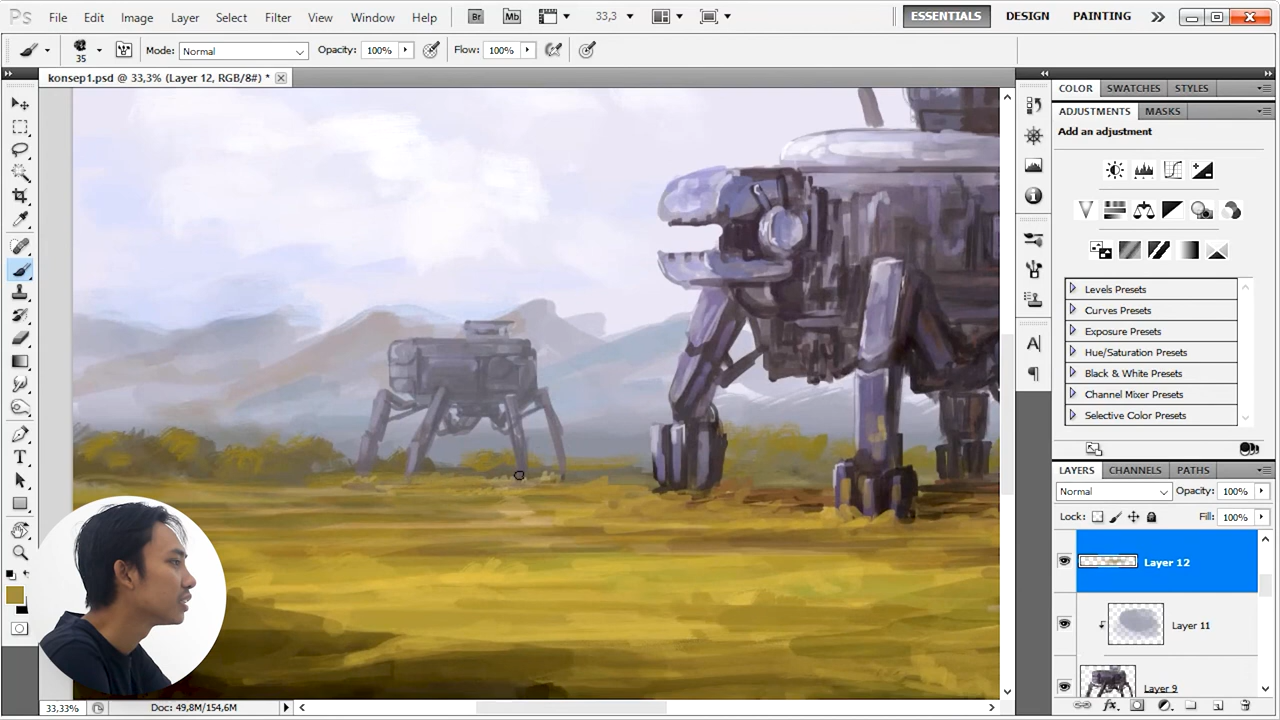 Ps File Edit Image Layer Select Filter View Window Help Br Mb 33,3 ESSENTIALS DESIGN PAINTING
35 Mode: Normal Opacity: 100% Flow: 100%
konsep1.psd @ 33,3% (Layer 12, RGB/8#) *
COLOR SWATCHES STYLES
ADJUSTMENTS MASKS
Add an adjustment
Levels Presets
Curves Presets
Exposure Presets
Hue/Saturation Presets
Black & White Presets
Channel Mixer Presets
Selective Color Presets
LAYERS CHANNELS PATHS
Normal Opacity: 100%
Lock: Fill: 100%
Layer 12
Layer 11
Layer 9
33,33% Doc: 49,8M/154,6M